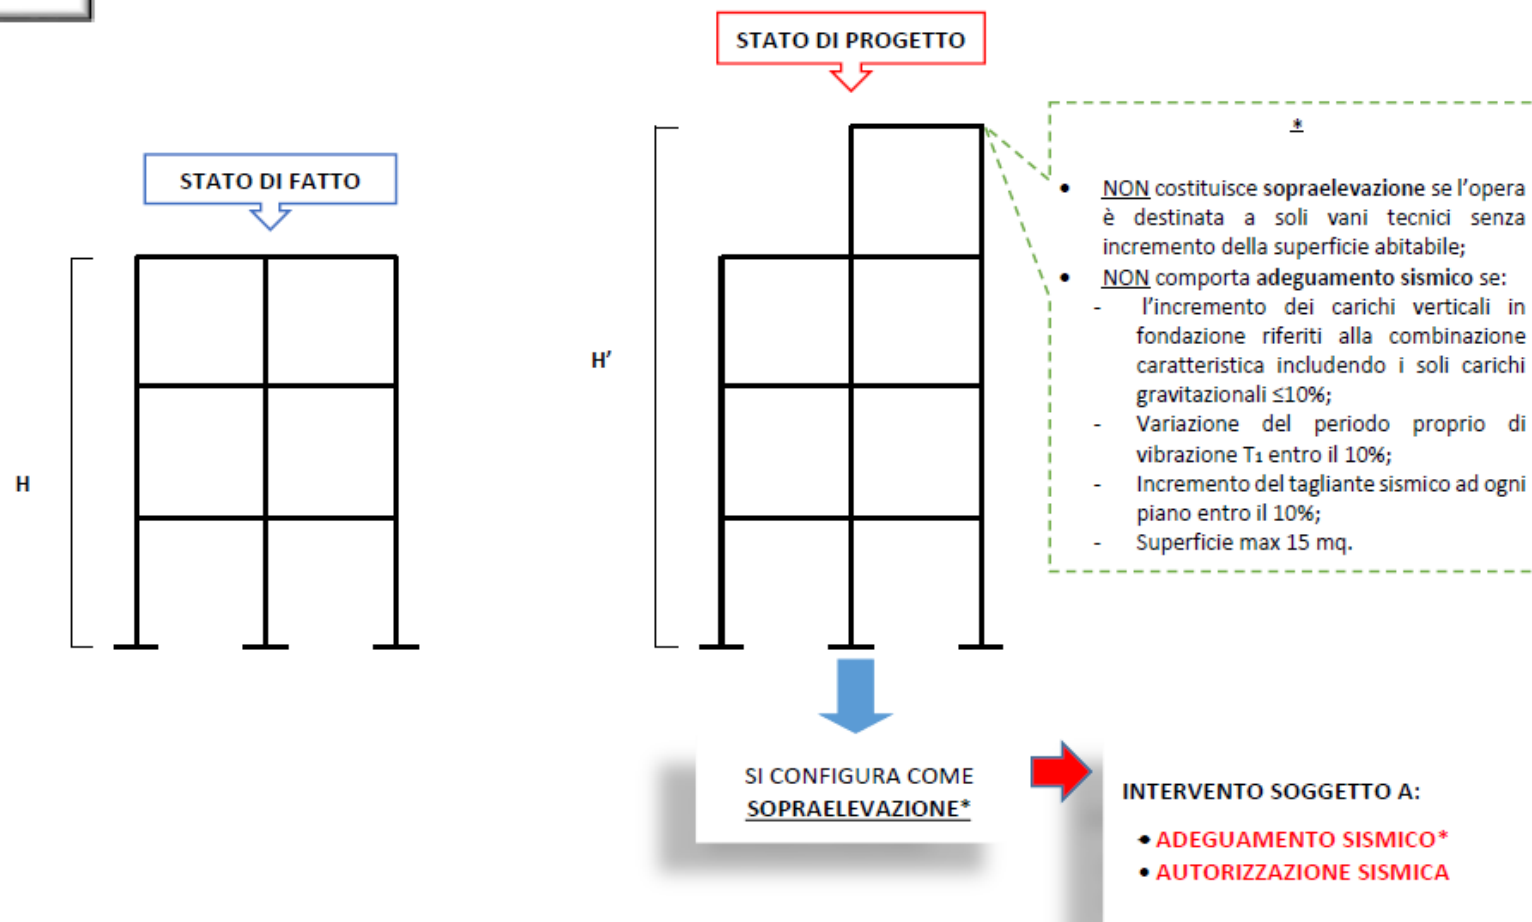 STATO DI PROGETTO
STATO DI FATTO
H
H’
*
• NON costituisce sopraelevazione se l’opera
è destinata a soli vani tecnici senza
incremento della superficie abitabile;
• NON comporta adeguamento sismico se:
- l’incremento dei carichi verticali in
fondazione riferiti alla combinazione
caratteristica includendo i soli carichi
gravitazionali ≤10%;
- Variazione del periodo proprio di
vibrazione T₁ entro il 10%;
- Incremento del tagliante sismico ad ogni
piano entro il 10%;
- Superficie max 15 mq.
SI CONFIGURA COME
SOPRAELEVAZIONE*
INTERVENTO SOGGETTO A:
• ADEGUAMENTO SISMICO*
• AUTORIZZAZIONE SISMICA